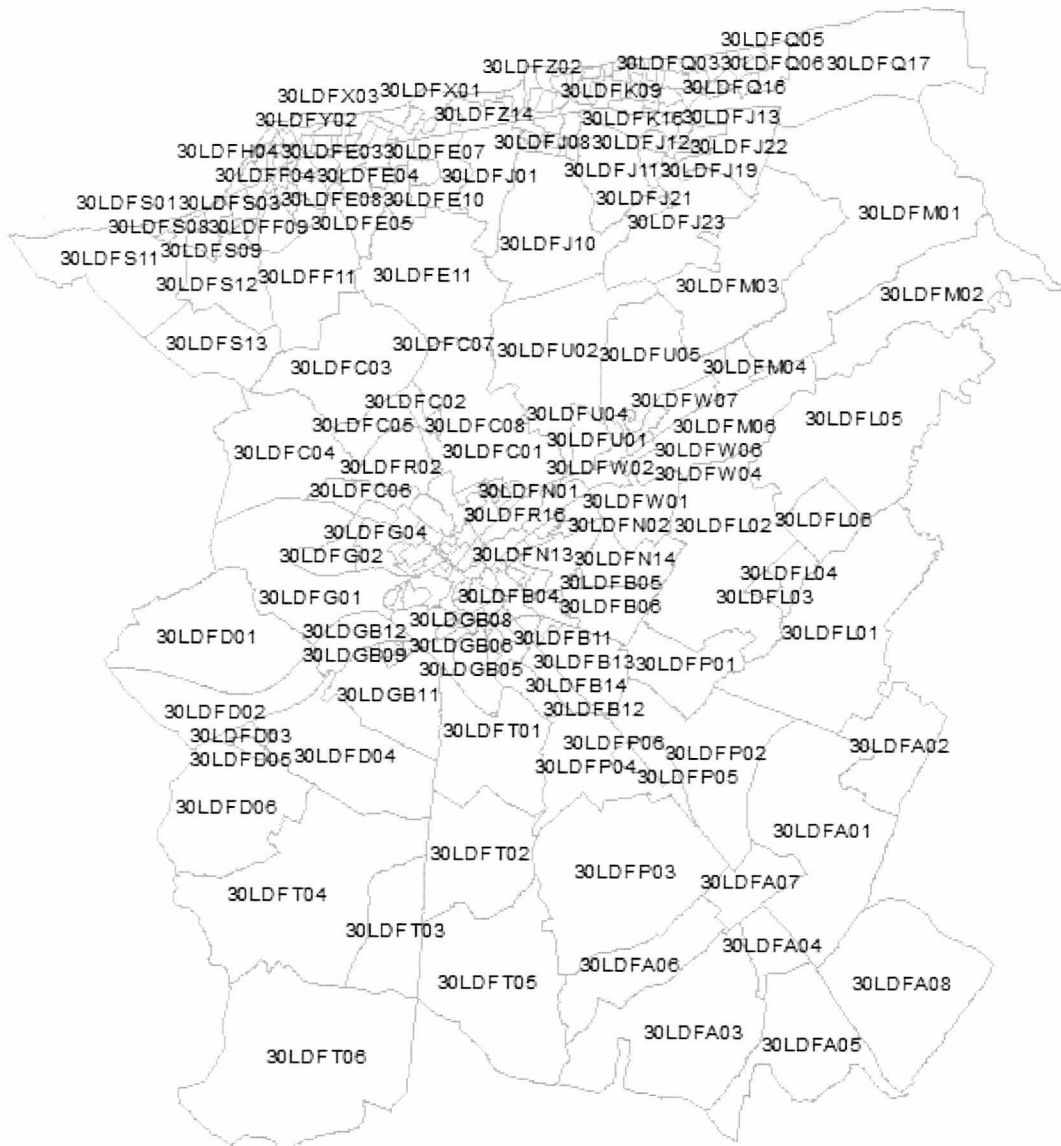 30LDFQ05
30LDFZ02 30LDFQ03 30LDFQ06 30LDFQ17
30LDFX03 30LDFX01 30LDFK09 30LDFQ16
30LDFY02 30LDFZ14 30LDFK16 30LDFJ13
30LDFH04 30LDFE03 30LDFE07 30LDFJ08 30LDFJ12 30LDFJ22
30LDFF04 30LDFE04 30LDFJ01 30LDFJ11 30LDFJ19
30LDFS01 30LDFS03 30LDFE08 30LDFE10 30LDFJ21 30LDFM01
30LDFS08 30LDFF09 30LDFE05 30LDFJ10 30LDFJ23
30LDFS11 30LDFS09
30LDFS12 30LDFF11 30LDFE11 30LDFM03 30LDFM02
30LDFS13 30LDFC07 30LDFU02 30LDFU05
30LDFC03 30LDFM04
30LDFC02 30LDFU04 30LDFW07 30LDFL05
30LDFC05 30LDFC08 30LDFU01 30LDFM06
30LDFC04 30LDFC01 30LDFW06
30LDFR02 30LDFW02 30LDFW04
30LDFC06 30LDFN01 30LDFW01
30LDFR16 30LDFN02 30LDFL02 30LDFL06
30LDFG04
30LDFG02 30LDFN13 30LDFN14 30LDFL04
30LDFB05
30LDFG01 30LDFB04 30LDFB06 30LDFL03
30LDFD01 30LDGB12 30LDGB08 30LDFB11 30LDFL01
30LDGB09 30LDGB06 30LDFB13 30LDFP01
30LDGB05
30LDGB11 30LDFB14
30LDFD02 30LDFB12
30LDFD03 30LDFT01 30LDFP06 30LDFA02
30LDFD05 30LDFD04 30LDFP04 30LDFP02
30LDFP05
30LDFD06 30LDFA01
30LDFT02
30LDFT04 30LDFP03 30LDFA07
30LDFT03 30LDFA04
30LDFT05 30LDFA06 30LDFA08
30LDFT06 30LDFA03 30LDFA05